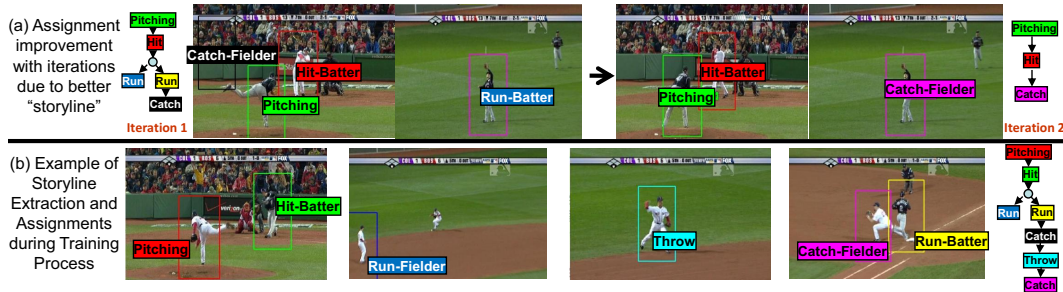 (a) Assignment
improvement
with iterations
due to better
“storyline”
Pitching
Hit
Run
Run
Catch
Iteration 1
Catch-Fielder
Hit-Batter
Pitching
Run-Batter
Hit-Batter
Pitching
Catch-Fielder
Pitching
Hit
Catch
Iteration 2
(b) Example of
Storyline
Extraction and
Assignments
during Training
Process
Hit-Batter
Pitching
Run-Fielder
Throw
Catch-Fielder
Run-Batter
Pitching
Hit
Run
Run
Catch
Throw
Catch